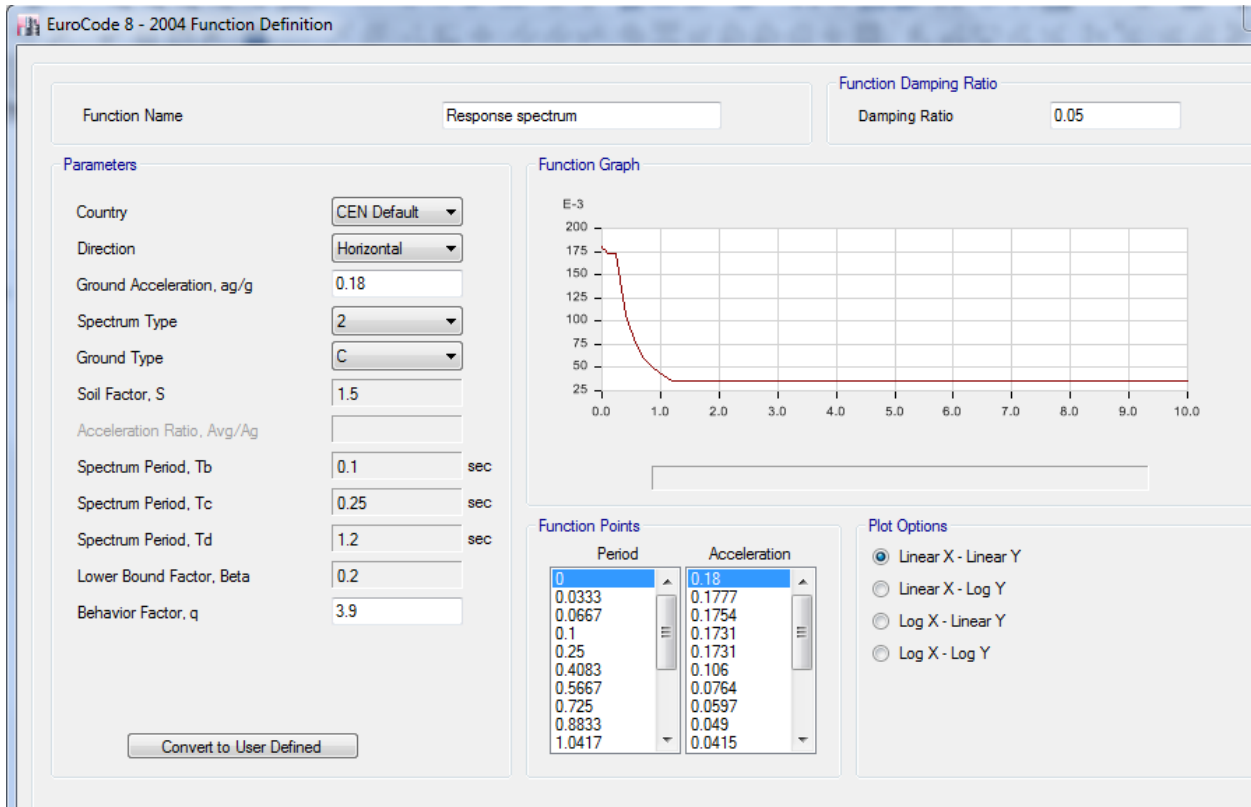 EuroCode 8 - 2004 Function Definition
Function Name
Response spectrum
Function Damping Ratio
Damping Ratio
0.05
Parameters
Country
CEN Default
Direction
Horizontal
Ground Acceleration, ag/g
0.18
Spectrum Type
2
Ground Type
C
Soil Factor, S
1.5
Acceleration Ratio, Avg/Ag
Spectrum Period, Tb
0.1
sec
Spectrum Period, Tc
0.25
sec
Spectrum Period, Td
1.2
sec
Lower Bound Factor, Beta
0.2
Behavior Factor, q
3.9
Convert to User Defined
Function Graph
E-3
200
175
150
125
100
75
50
25
0.0 1.0 2.0 3.0 4.0 5.0 6.0 7.0 8.0 9.0 10.0
Function Points
Period Acceleration
0 0.18
0.0333 0.1777
0.0667 0.1754
0.1 0.1731
0.25 0.1731
0.4083 0.106
0.5667 0.0764
0.725 0.0597
0.8833 0.049
1.0417 0.0415
Plot Options
Linear X - Linear Y
Linear X - Log Y
Log X - Linear Y
Log X - Log Y